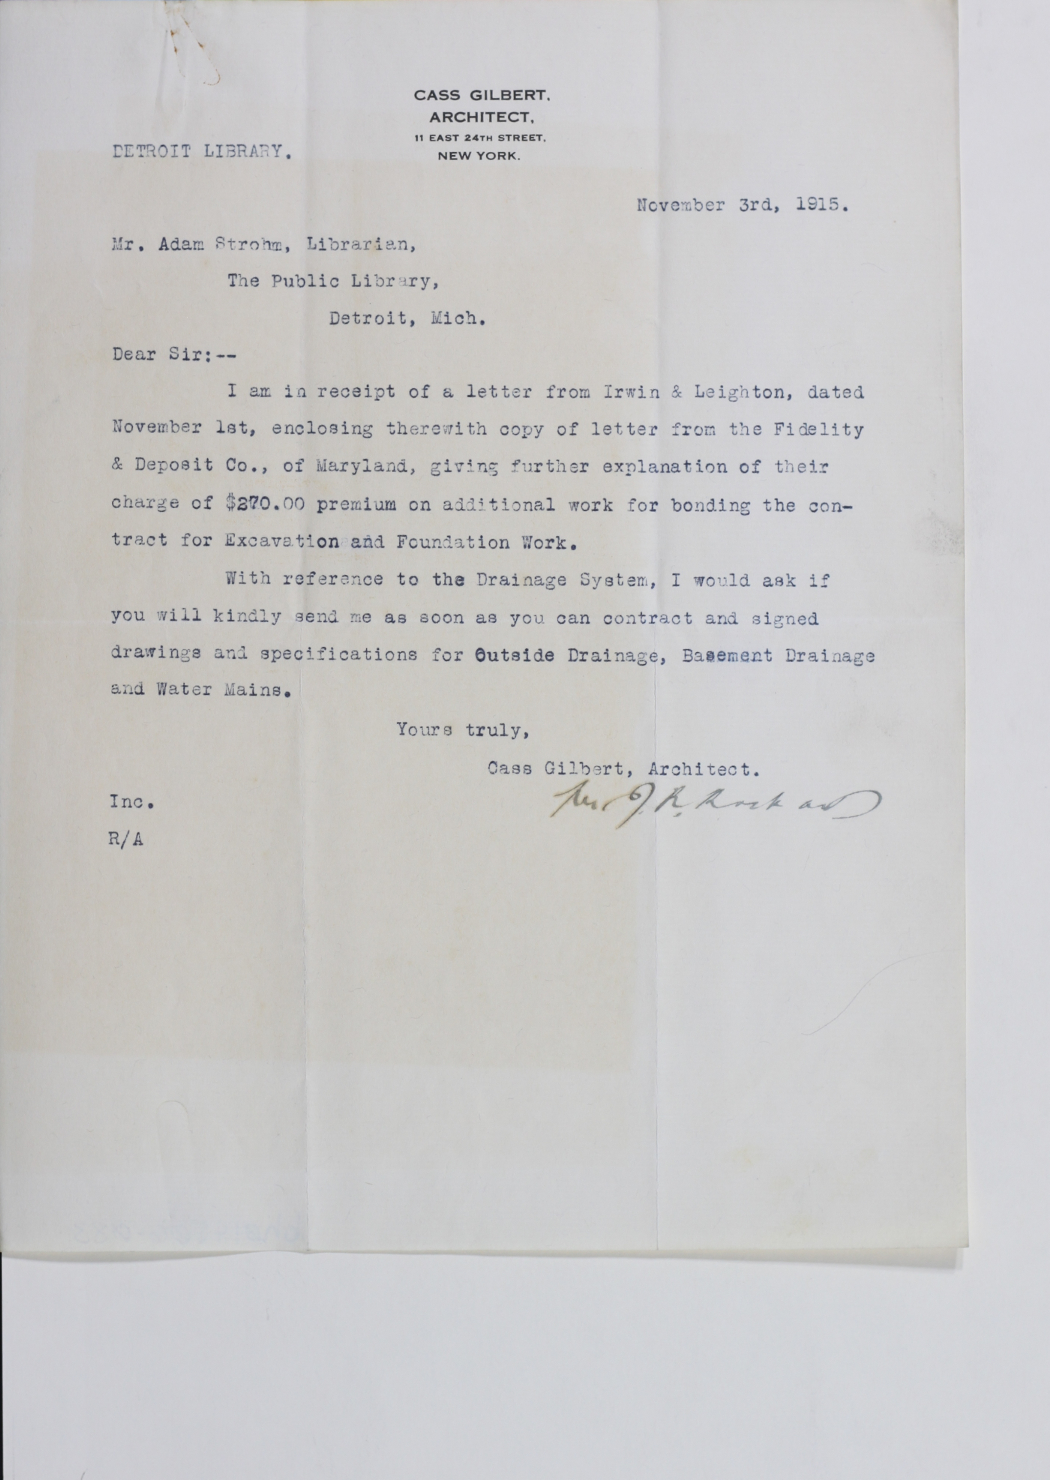 CASS GILBERT,
ARCHITECT,
11 EAST 24TH STREET,
NEW YORK.
DETROIT LIBRARY.
November 3rd, 1915.
Mr. Adam Strohm, Librarian,
The Public Library,
Detroit, Mich.
Dear Sir:--
I am in receipt of a letter from Irwin & Leighton, dated
November 1st, enclosing therewith copy of letter from the Fidelity
& Deposit Co., of Maryland, giving further explanation of their
charge of $270.00 premium on additional work for bonding the con-
tract for Excavation and Foundation Work.
With reference to the Drainage System, I would ask if
you will kindly send me as soon as you can contract and signed
drawings and specifications for Outside Drainage, Basement Drainage
and Water Mains.
Yours truly,
Cass Gilbert, Architect.
Per J. R. Rockart
Inc.
R/A